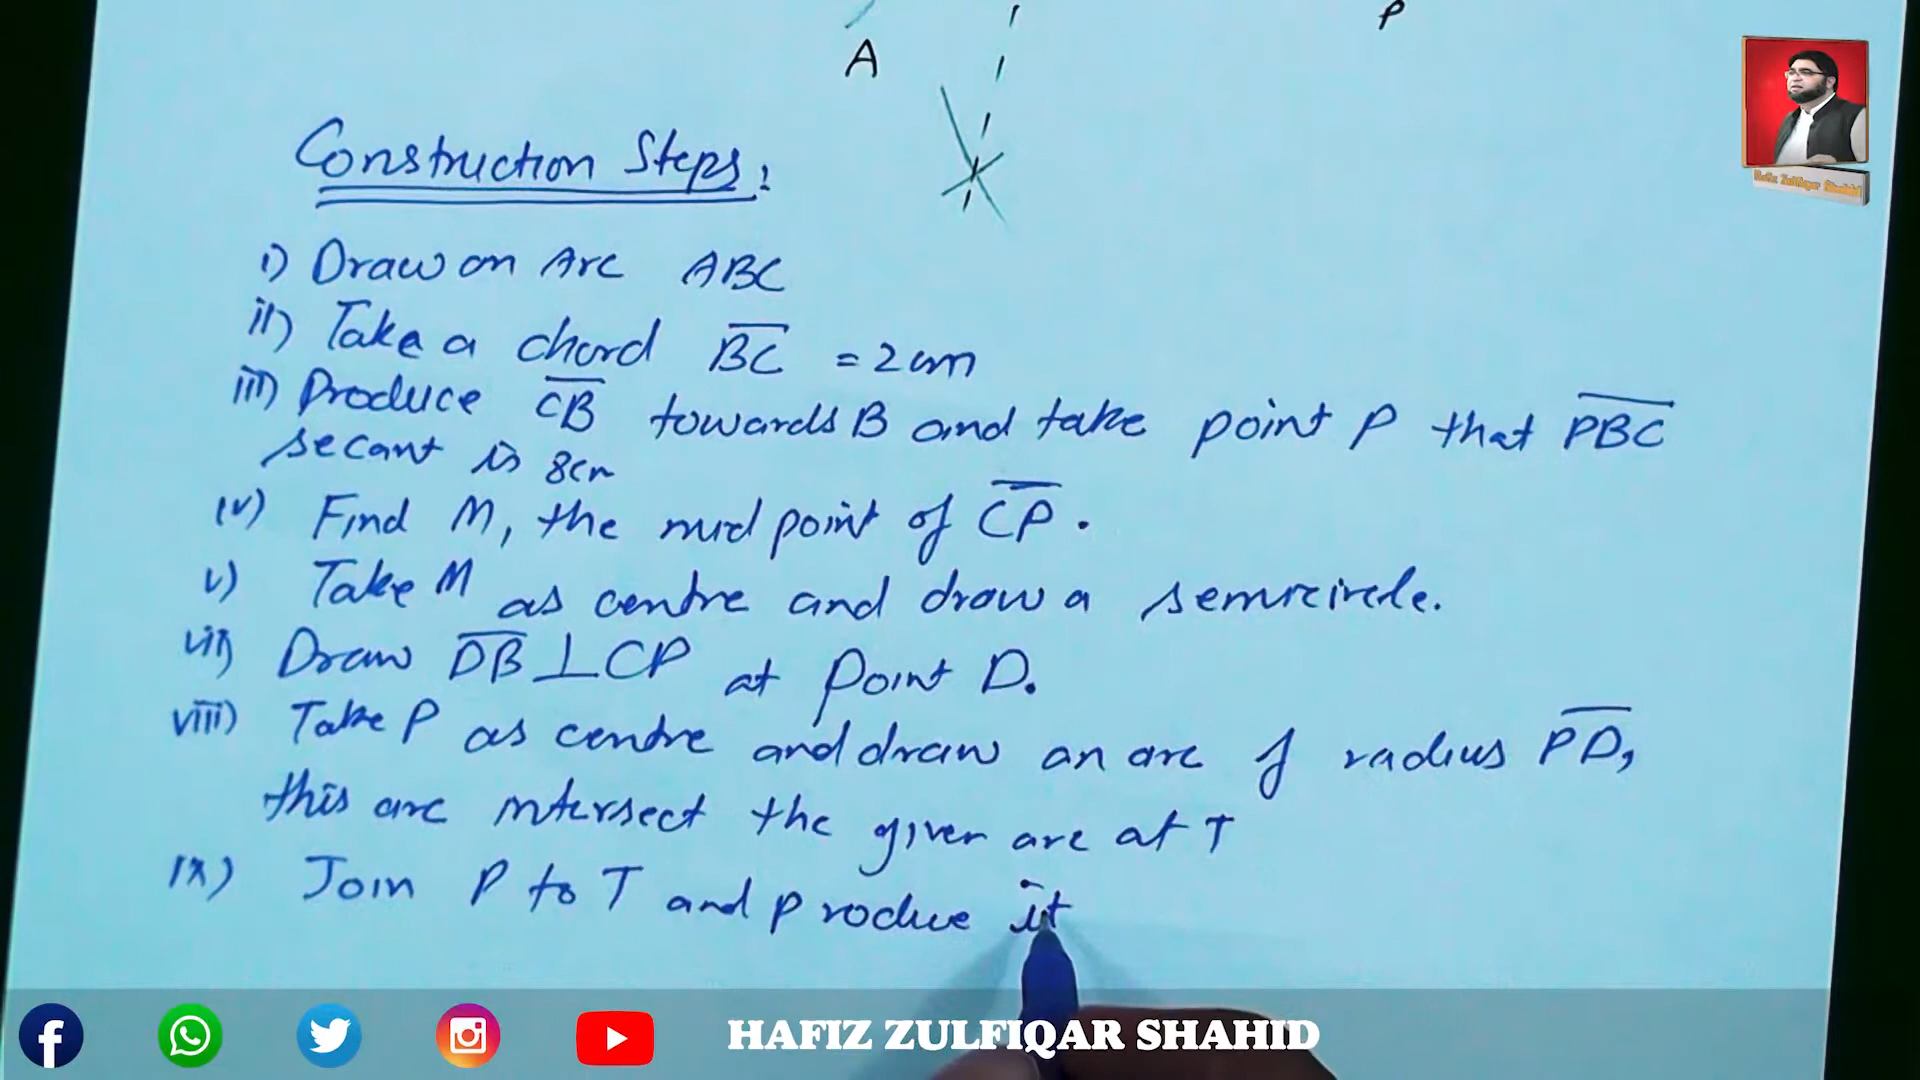 P
A
Construction Steps:
i) Draw an Arc ABC
ii) Take a chord BC = 2cm
iii) Produce CB towards B and take point P that PBC
secant is 8cm
iv) Find M, the mid point of CP.
v) Take M as centre and draw a semicircle.
vii) Draw DB ⊥ CP at Point D.
viii) Take P as centre and draw an arc of radius PD,
this arc intersect the given arc at T
ix) Join P to T and produce it
Hafiz Zulfiqar Shahid
HAFIZ ZULFIQAR SHAHID